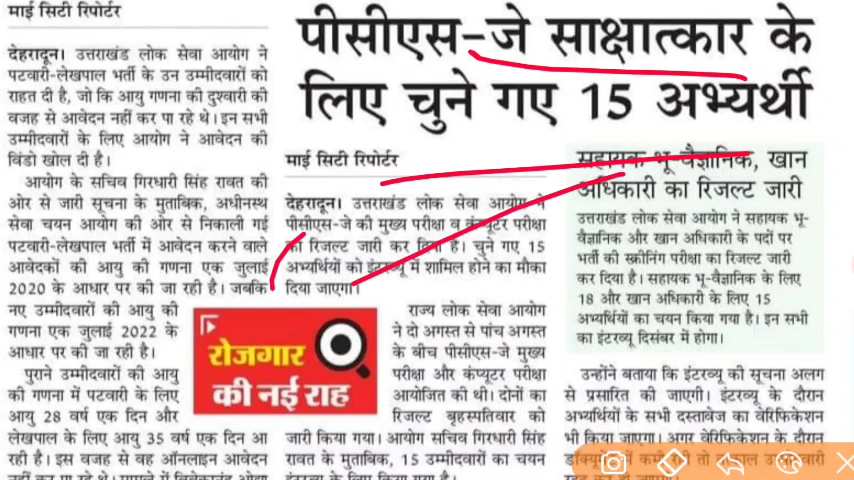 माई सिटी रिपोर्टर
देहरादून। उत्तराखंड लोक सेवा आयोग ने
पटवारी-लेखपाल भर्ती के उन उम्मीदवारों को
राहत दी है, जो कि आयु गणना की दुश्वारी की
वजह से आवेदन नहीं कर पा रहे थे। इन सभी
उम्मीदवारों के लिए आयोग ने आवेदन की
विंडो खोल दी है।
आयोग के सचिव गिरधारी सिंह रावत की
ओर से जारी सूचना के मुताबिक, अधीनस्थ
सेवा चयन आयोग की ओर से निकाली गई
पटवारी-लेखपाल भर्ती में आवेदन करने वाले
आवेदकों की आयु की गणना एक जुलाई
2020 के आधार पर की जा रही है। जबकि
नए उम्मीदवारों की आयु की
गणना एक जुलाई 2022 के
आधार पर की जा रही है।
पुराने उम्मीदवारों की आयु
की गणना में पटवारी के लिए
आयु 28 वर्ष एक दिन और
लेखपाल के लिए आयु 35 वर्ष एक दिन आ
रही है। इस वजह से वह ऑनलाइन आवेदन
नहीं कर पा रहे थे। मामले में
पीसीएस-जे साक्षात्कार के
लिए चुने गए 15 अभ्यर्थी
माई सिटी रिपोर्टर
देहरादून। उत्तराखंड लोक सेवा आयोग ने
पीसीएस-जे की मुख्य परीक्षा व कंप्यूटर परीक्षा
का रिजल्ट जारी कर दिया है। चुने गए 15
अभ्यर्थियों को इंटरव्यू में शामिल होने का मौका
दिया जाएगा।
रोजगार
की नई राह
राज्य लोक सेवा आयोग
ने दो अगस्त से पांच अगस्त
के बीच पीसीएस-जे मुख्य
परीक्षा और कंप्यूटर परीक्षा
आयोजित की थी। दोनों का
रिजल्ट बृहस्पतिवार को
जारी किया गया। आयोग सचिव गिरधारी सिंह
रावत के मुताबिक, 15 उम्मीदवारों का चयन
इंटरव्यू के लिए किया गया है।
सहायक भू-वैज्ञानिक, खान
अधिकारी का रिजल्ट जारी
उत्तराखंड लोक सेवा आयोग ने सहायक भू-
वैज्ञानिक और खान अधिकारी के पदों पर
भर्ती की स्क्रीनिंग परीक्षा का रिजल्ट जारी
कर दिया है। सहायक भू-वैज्ञानिक के लिए
18 और खान अधिकारी के लिए 15
अभ्यर्थियों का चयन किया गया है। इन सभी
का इंटरव्यू दिसंबर में होगा।
उन्होंने बताया कि इंटरव्यू की सूचना अलग
से प्रसारित की जाएगी। इंटरव्यू के दौरान
अभ्यर्थियों के सभी दस्तावेज का वेरिफिकेशन
भी किया जाएगा। अगर वेरिफिकेशन के दौरान